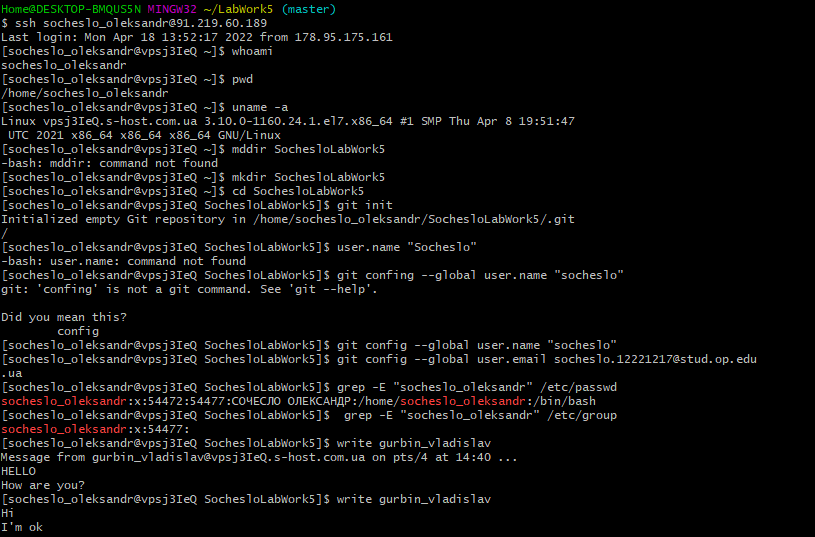 Home@DESKTOP-BMQUS5N MINGW32 ~/LabWork5 (master)
$ ssh socheslo_oleksandr@91.219.60.189
Last login: Mon Apr 18 13:52:17 2022 from 178.95.175.161
[socheslo_oleksandr@vpsj3IeQ ~]$ whoami
socheslo_oleksandr
[socheslo_oleksandr@vpsj3IeQ ~]$ pwd
/home/socheslo_oleksandr
[socheslo_oleksandr@vpsj3IeQ ~]$ uname -a
Linux vpsj3IeQ.s-host.com.ua 3.10.0-1160.24.1.el7.x86_64 #1 SMP Thu Apr 8 19:51:47
 UTC 2021 x86_64 x86_64 x86_64 GNU/Linux
[socheslo_oleksandr@vpsj3IeQ ~]$ mddir SochesloLabWork5
-bash: mddir: command not found
[socheslo_oleksandr@vpsj3IeQ ~]$ mkdir SochesloLabWork5
[socheslo_oleksandr@vpsj3IeQ ~]$ cd SochesloLabWork5
[socheslo_oleksandr@vpsj3IeQ SochesloLabWork5]$ git init
Initialized empty Git repository in /home/socheslo_oleksandr/SochesloLabWork5/.git
/
[socheslo_oleksandr@vpsj3IeQ SochesloLabWork5]$ user.name "Socheslo"
-bash: user.name: command not found
[socheslo_oleksandr@vpsj3IeQ SochesloLabWork5]$ git confing --global user.name "socheslo"
git: 'confing' is not a git command. See 'git --help'.

Did you mean this?
        config
[socheslo_oleksandr@vpsj3IeQ SochesloLabWork5]$ git config --global user.name "socheslo"
[socheslo_oleksandr@vpsj3IeQ SochesloLabWork5]$ git config --global user.email socheslo.12221217@stud.op.edu
.ua
[socheslo_oleksandr@vpsj3IeQ SochesloLabWork5]$ grep -E "socheslo_oleksandr" /etc/passwd
socheslo_oleksandr:x:54472:54477:СОЧЕСЛО ОЛЕКСАНДР:/home/socheslo_oleksandr:/bin/bash
[socheslo_oleksandr@vpsj3IeQ SochesloLabWork5]$  grep -E "socheslo_oleksandr" /etc/group
socheslo_oleksandr:x:54477:
[socheslo_oleksandr@vpsj3IeQ SochesloLabWork5]$ write gurbin_vladislav
Message from gurbin_vladislav@vpsj3IeQ.s-host.com.ua on pts/4 at 14:40 ...
HELLO
How are you?
[socheslo_oleksandr@vpsj3IeQ SochesloLabWork5]$ write gurbin_vladislav
Hi
I'm ok